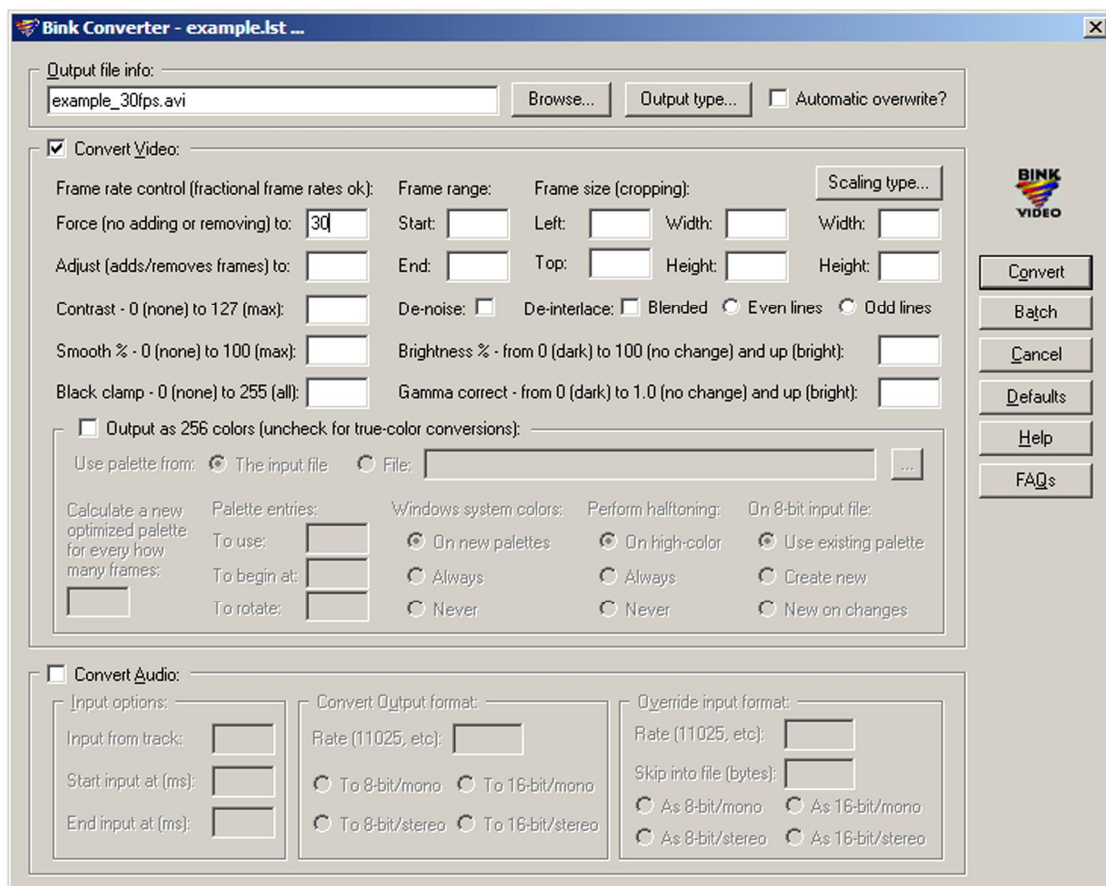 Bink Converter - example.lst ...
Output file info:
example_30fps.avi Browse... Output type... Automatic overwrite?
Convert Video:
Frame rate control (fractional frame rates ok): Frame range: Frame size (cropping): Scaling type...
Force (no adding or removing) to: 30 Start: Left: Width: Width:
Adjust (adds/removes frames) to: End: Top: Height: Height:
Contrast - 0 (none) to 127 (max): De-noise: De-interlace: Blended Even lines Odd lines
Smooth % - 0 (none) to 100 (max): Brightness % - from 0 (dark) to 100 (no change) and up (bright):
Black clamp - 0 (none) to 255 (all): Gamma correct - from 0 (dark) to 1.0 (no change) and up (bright):
Output as 256 colors (uncheck for true-color conversions):
Use palette from: The input file File: ...
Calculate a new
optimized palette
for every how
many frames:
Palette entries:
To use:
To begin at:
To rotate:
Windows system colors:
On new palettes
Always
Never
Perform halftoning:
On high-color
Always
Never
On 8-bit input file:
Use existing palette
Create new
New on changes
Convert Audio:
Input options:
Input from track:
Start input at (ms):
End input at (ms):
Convert Output format:
Rate (11025, etc):
To 8-bit/mono To 16-bit/mono
To 8-bit/stereo To 16-bit/stereo
Override input format:
Rate (11025, etc):
Skip into file (bytes):
As 8-bit/mono As 16-bit/mono
As 8-bit/stereo As 16-bit/stereo
BINK
VIDEO
Convert
Batch
Cancel
Defaults
Help
FAQs